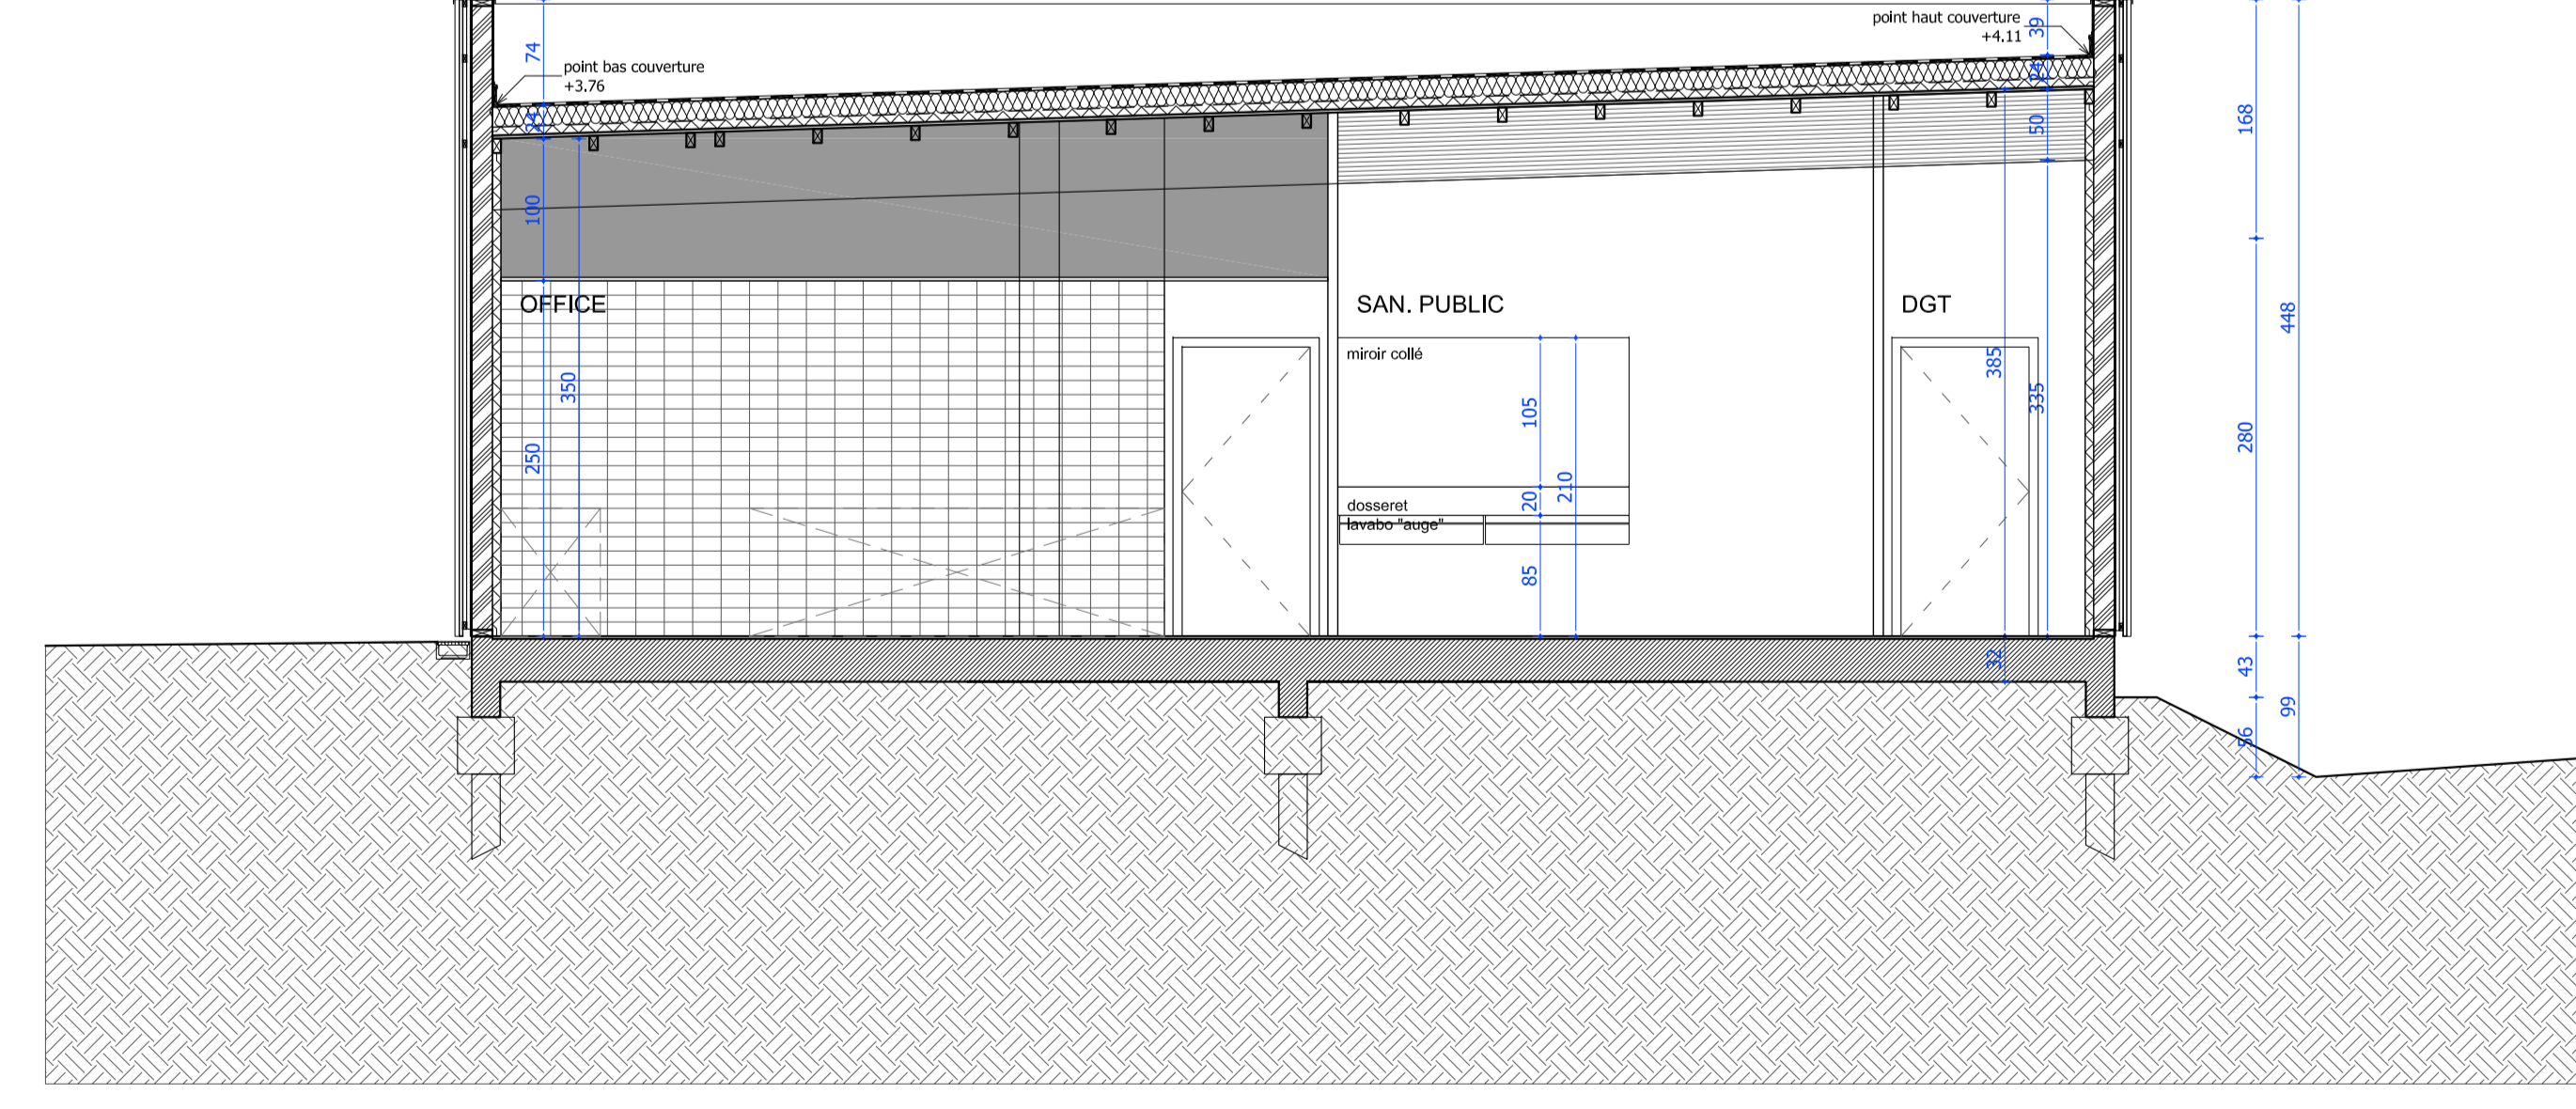 74
point bas couverture
+3.76
24
100
350
250
OFFICE
point haut couverture
+4.11
39
24
50
SAN. PUBLIC
miroir collé
105
20
210
dosseret
lavabo "auge"
85
DGT
385
335
32
168
448
280
43
99
56